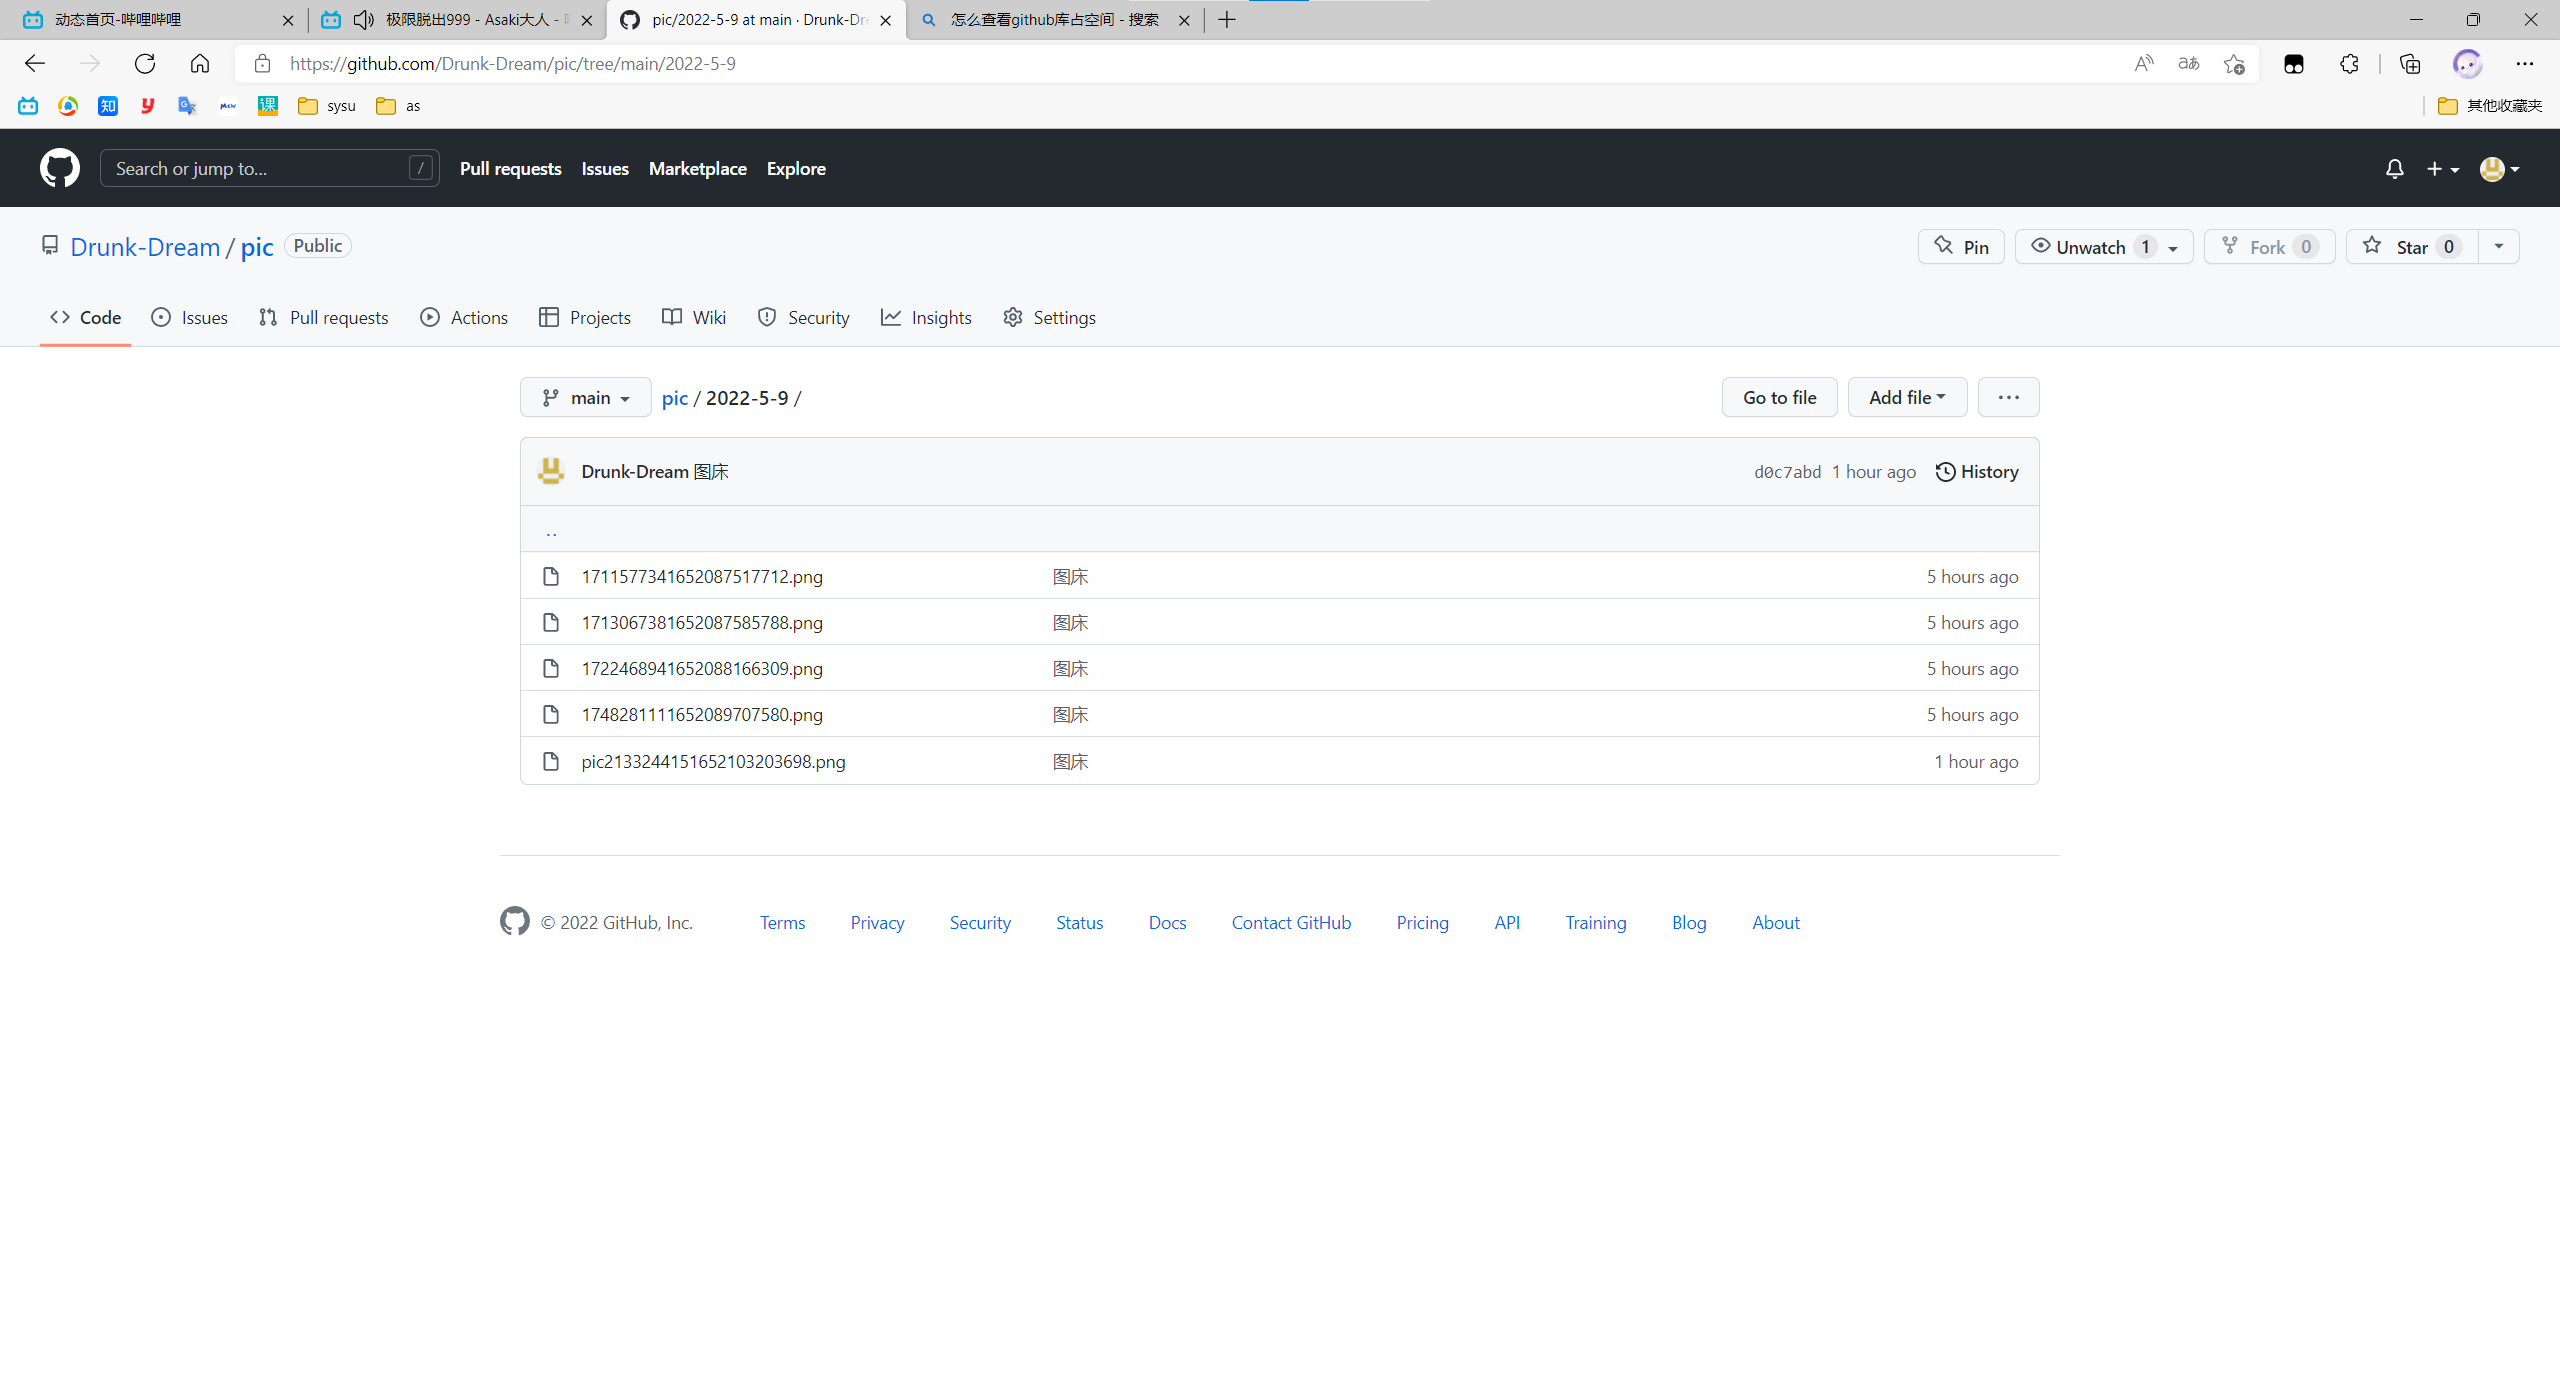 动态首页-哔哩哔哩
极限脱出999 - Asaki大人 -
pic/2022-5-9 at main · Drunk-Dre
怎么查看github库占空间 - 搜索
https://github.com/Drunk-Dream/pic/tree/main/2022-5-9
sysu
as
其他收藏夹
Search or jump to...
/
Pull requests Issues Marketplace Explore
Drunk-Dream / pic Public
Pin
Unwatch 1
Fork 0
Star 0
Code Issues Pull requests Actions Projects Wiki Security Insights Settings
main
pic / 2022-5-9 /
Go to file
Add file
Drunk-Dream 图床
d0c7abd 1 hour ago History
..
1711577341652087517712.png 图床 5 hours ago
1713067381652087585788.png 图床 5 hours ago
1722468941652088166309.png 图床 5 hours ago
1748281111652089707580.png 图床 5 hours ago
pic2133244151652103203698.png 图床 1 hour ago
© 2022 GitHub, Inc. Terms Privacy Security Status Docs Contact GitHub Pricing API Training Blog About